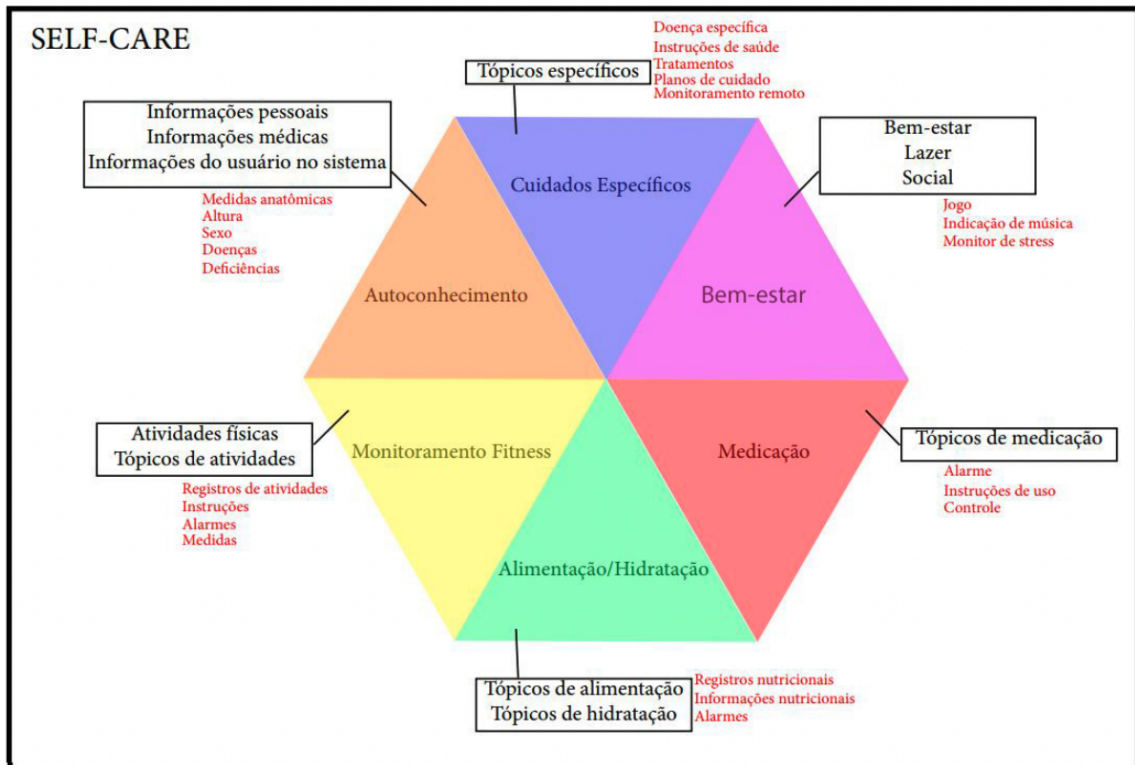 SELF-CARE
Tópicos específicos
Doença específica
Instruções de saúde
Tratamentos
Planos de cuidado
Monitoramento remoto
Informações pessoais
Informações médicas
Informações do usuário no sistema
Medidas anatômicas
Altura
Sexo
Doenças
Deficiências
Bem-estar
Lazer
Social
Jogo
Indicação de música
Monitor de stress
Cuidados Específicos
Autoconhecimento
Bem-estar
Atividades físicas
Tópicos de atividades
Registros de atividades
Instruções
Alarmes
Medidas
Monitoramento Fitness
Medicação
Tópicos de medicação
Alarme
Instruções de uso
Controle
Alimentação/Hidratação
Tópicos de alimentação
Tópicos de hidratação
Registros nutricionais
Informações nutricionais
Alarmes